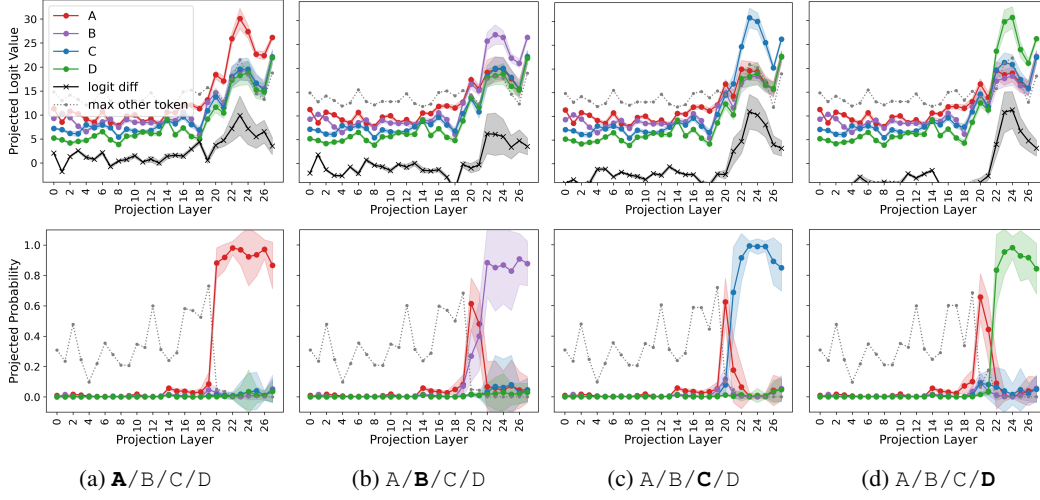 Projected Logit Value
30
25
20
15
10
5
0
A
B
C
D
logit diff
max other token
0 2 4 6 8 10 12 14 16 18 20 22 24 26
Projection Layer
0 2 4 6 8 10 12 14 16 18 20 22 24 26
Projection Layer
0 2 4 6 8 10 12 14 16 18 20 22 24 26
Projection Layer
0 2 4 6 8 10 12 14 16 18 20 22 24 26
Projection Layer
Projected Probability
1.0
0.8
0.6
0.4
0.2
0.0
0 2 4 6 8 10 12 14 16 18 20 22 24 26
Projection Layer
0 2 4 6 8 10 12 14 16 18 20 22 24 26
Projection Layer
0 2 4 6 8 10 12 14 16 18 20 22 24 26
Projection Layer
0 2 4 6 8 10 12 14 16 18 20 22 24 26
Projection Layer
(a) A/B/C/D
(b) A/B/C/D
(c) A/B/C/D
(d) A/B/C/D